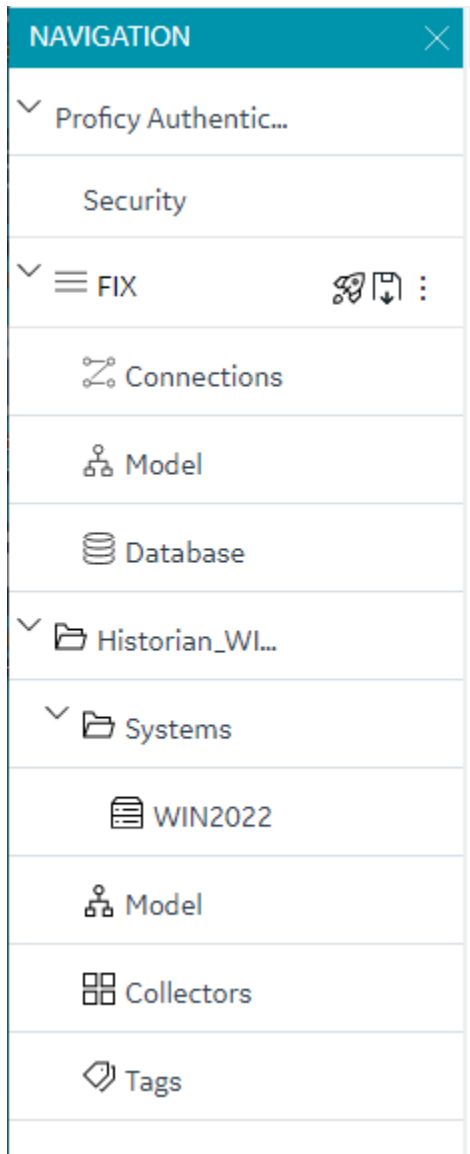 NAVIGATION
Proficy Authentic...
Security
FIX
Connections
Model
Database
Historian_WI...
Systems
WIN2022
Model
Collectors
Tags